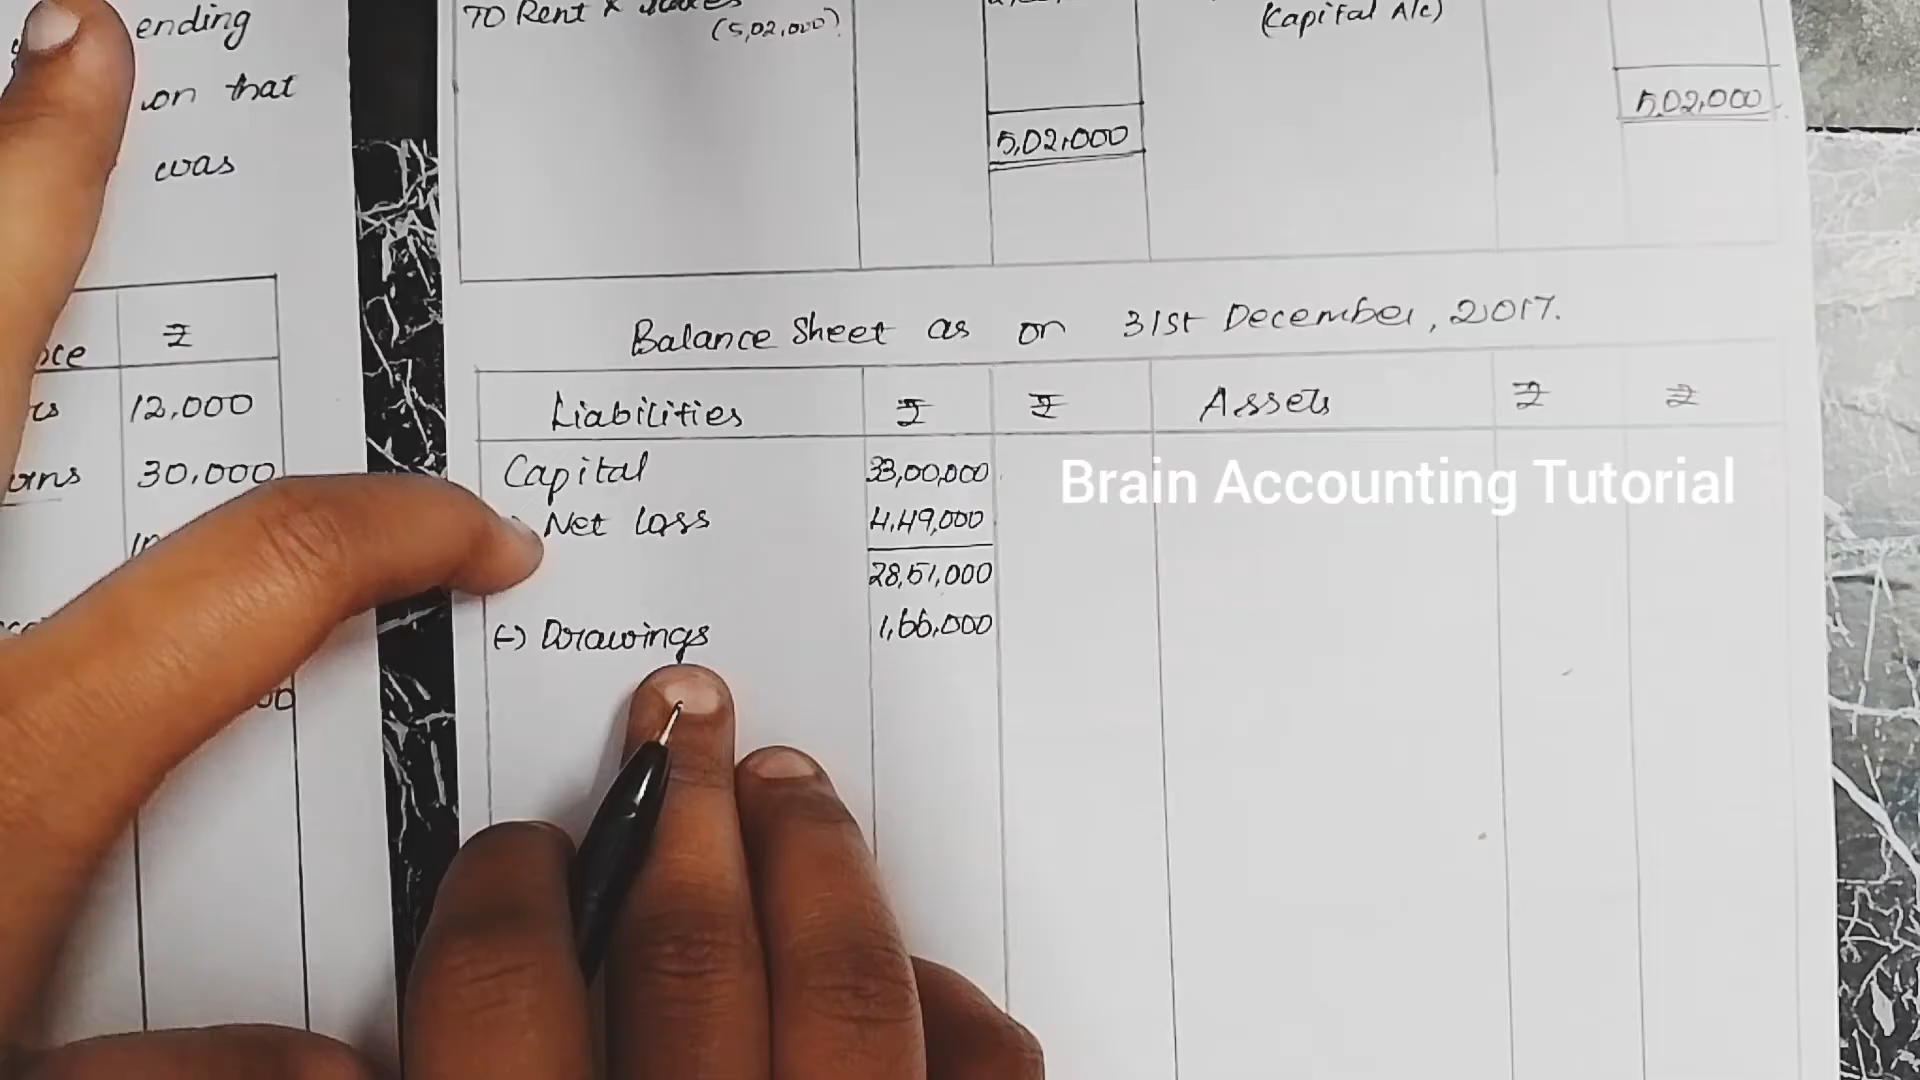 ending
on that
was
₹
12,000
30,000
TO Rent
(5,02,000)
(Capital A/c)
5,02,000
5,02,000
Balance Sheet as on 31st December, 2017.
Liabilities ₹ ₹ Assets ₹ ₹
Capital 33,00,000
Net loss 4,49,000
28,51,000
(-) Drawings 1,66,000
Brain Accounting Tutorial